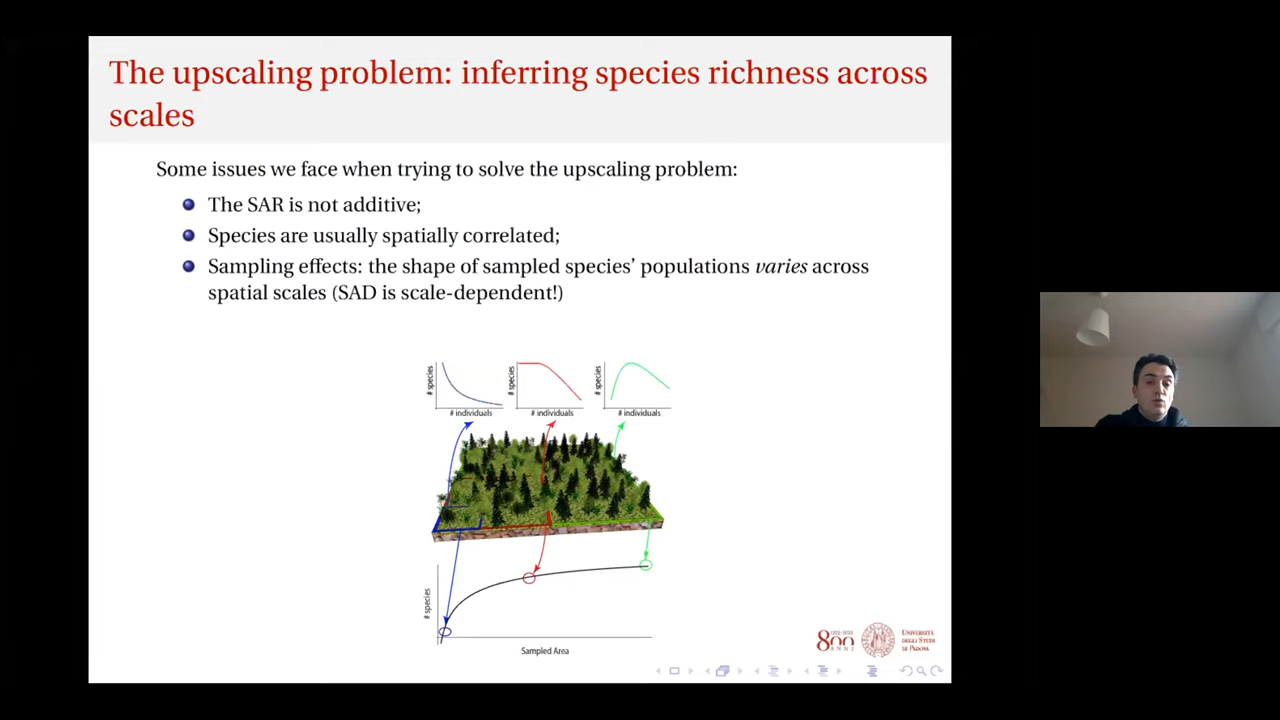 The upscaling problem: inferring species richness across
scales
Some issues we face when trying to solve the upscaling problem:
The SAR is not additive;
Species are usually spatially correlated;
Sampling effects: the shape of sampled species' populations varies across
spatial scales (SAD is scale-dependent!)
# species
# individuals
# species
# individuals
# species
# individuals
# species
Sampled Area
1222-2022
800
ANNI
UNIVERSITÀ
DEGLI STUDI
DI PADOVA